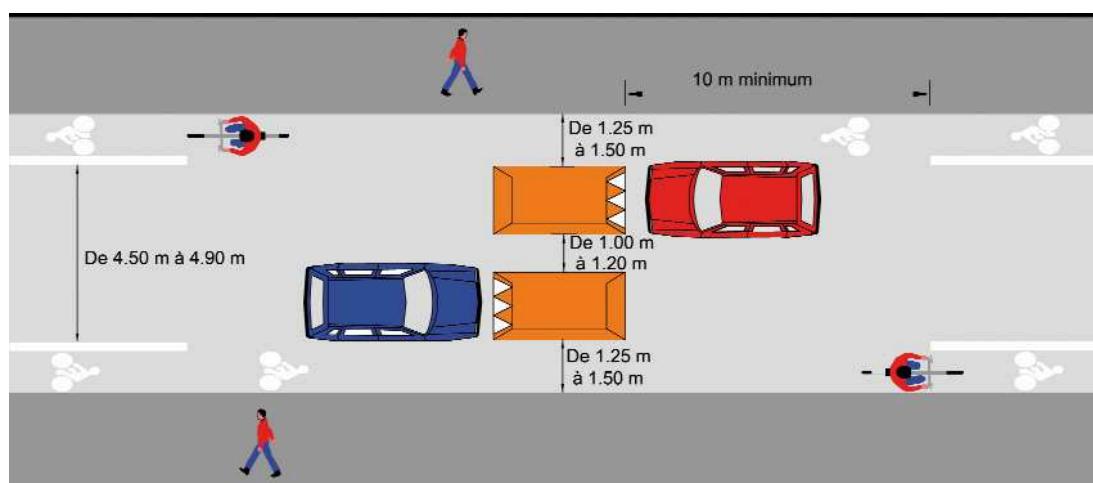 10 m minimum
De 1.25 m
à 1.50 m
De 1.00 m
à 1.20 m
De 4.50 m à 4.90 m
De 1.25 m
à 1.50 m